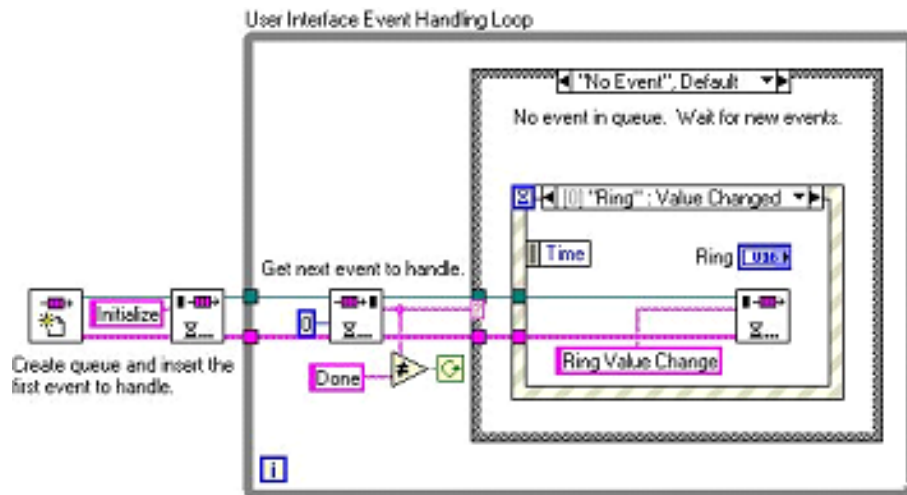 User Interface Event Handling Loop
"No Event", Default
No event in queue. Wait for new events.
[0] "Ring" : Value Changed
Time
Ring
U16
Get next event to handle.
Initialize
0
Create queue and insert the
first event to handle.
Done
Ring Value Change
i